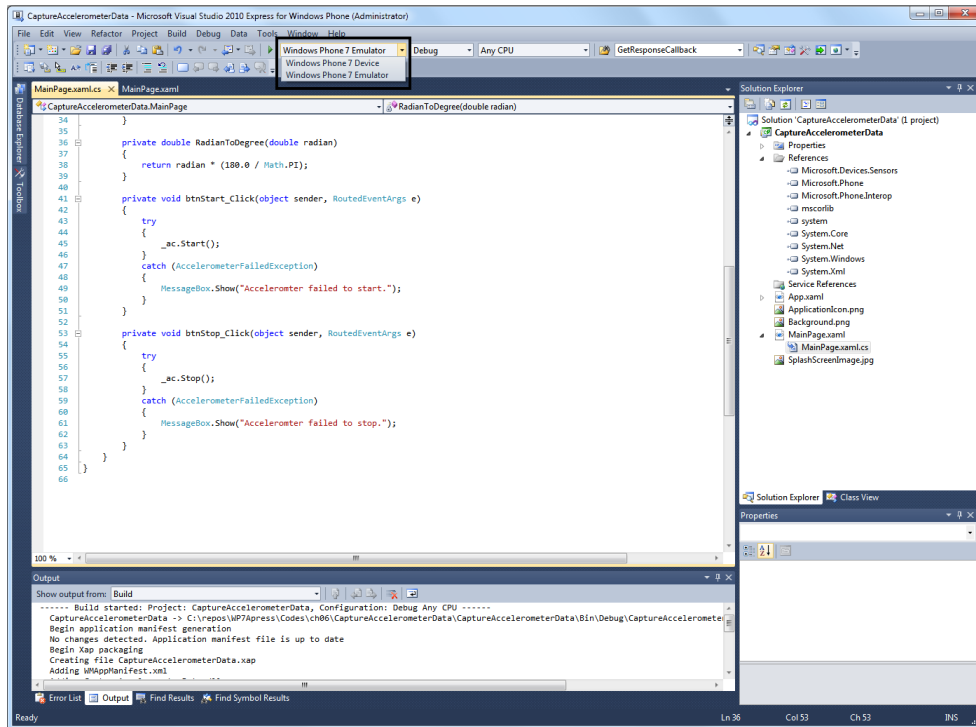 CaptureAccelerometerData - Microsoft Visual Studio 2010 Express for Windows Phone (Administrator)
File Edit View Refactor Project Build Debug Data Tools Window Help
Windows Phone 7 Emulator Debug Any CPU GetResponseCallback
Windows Phone 7 Device
Windows Phone 7 Emulator
Database Explorer
Toolbox
MainPage.xaml.cs MainPage.xaml
CaptureAccelerometerData.MainPage RadianToDegree(double radian)
34 }
35
36 private double RadianToDegree(double radian)
37 {
38 return radian * (180.0 / Math.PI);
39 }
40
41 private void btnStart_Click(object sender, RoutedEventArgs e)
42 {
43 try
44 {
45 _ac.Start();
46 }
47 catch (AccelerometerFailedException)
48 {
49 MessageBox.Show("Acceleromter failed to start.");
50 }
51 }
52
53 private void btnStop_Click(object sender, RoutedEventArgs e)
54 {
55 try
56 {
57 _ac.Stop();
58 }
59 catch (AccelerometerFailedException)
60 {
61 MessageBox.Show("Acceleromter failed to stop.");
62 }
63 }
64 }
65 }
66
100 %
Solution Explorer
Solution 'CaptureAccelerometerData' (1 project)
CaptureAccelerometerData
Properties
References
Microsoft.Devices.Sensors
Microsoft.Phone
Microsoft.Phone.Interop
mscorlib
system
System.Core
System.Net
System.Windows
System.Xml
Service References
App.xaml
ApplicationIcon.png
Background.png
MainPage.xaml
MainPage.xaml.cs
SplashScreenImage.jpg
Solution Explorer Class View
Properties
Output
Show output from: Build
------ Build started: Project: CaptureAccelerometerData, Configuration: Debug Any CPU ------
CaptureAccelerometerData -> C:\repos\WP7Apress\Codes\ch06\CaptureAccelerometerData\CaptureAccelerometerData\Bin\Debug\CaptureAcceleromete
Begin application manifest generation
No changes detected. Application manifest file is up to date
Begin Xap packaging
Creating file CaptureAccelerometerData.xap
Adding WMAppManifest.xml
Error List Output Find Results Find Symbol Results
Ready Ln 36 Col 53 Ch 53 INS